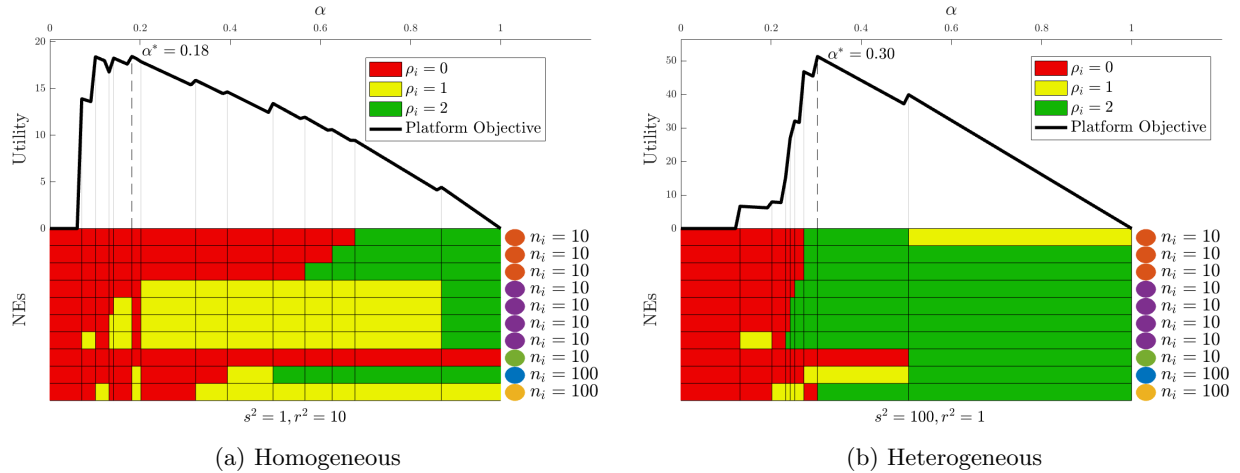 α
0 0.2 0.4 0.6 0.8 1
20
15
10
5
0
Utility
α* = 0.18
ρi = 0
ρi = 1
ρi = 2
Platform Objective
NEs
ni = 10
ni = 10
ni = 10
ni = 10
ni = 10
ni = 10
ni = 10
ni = 10
ni = 100
ni = 100
s² = 1, r² = 10
(a) Homogeneous
α
0 0.2 0.4 0.6 0.8 1
50
40
30
20
10
0
Utility
α* = 0.30
ρi = 0
ρi = 1
ρi = 2
Platform Objective
NEs
ni = 10
ni = 10
ni = 10
ni = 10
ni = 10
ni = 10
ni = 10
ni = 10
ni = 100
ni = 100
s² = 100, r² = 1
(b) Heterogeneous